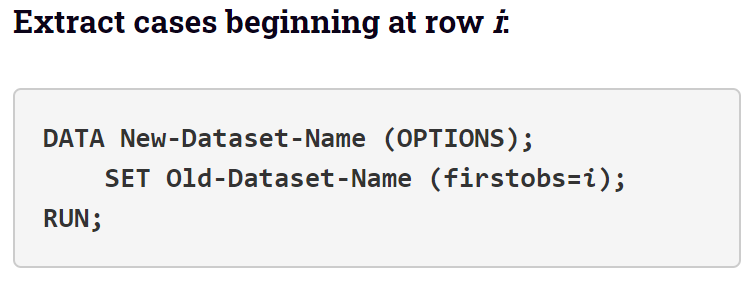 Extract cases beginning at row i:
DATA New-Dataset-Name (OPTIONS);
    SET Old-Dataset-Name (firstobs=i);
RUN;